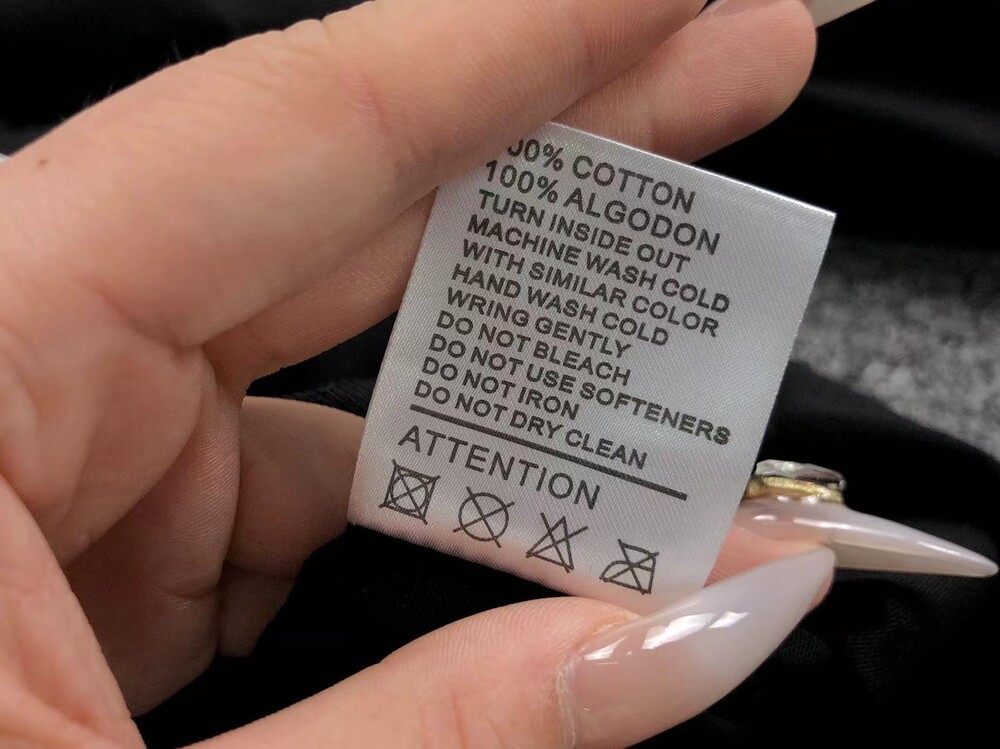 00% COTTON
100% ALGODON
TURN INSIDE OUT
MACHINE WASH COLD
WITH SIMILAR COLOR
HAND WASH COLD
WRING GENTLY
DO NOT BLEACH
DO NOT USE SOFTENERS
DO NOT IRON
DO NOT DRY CLEAN
ATTENTION